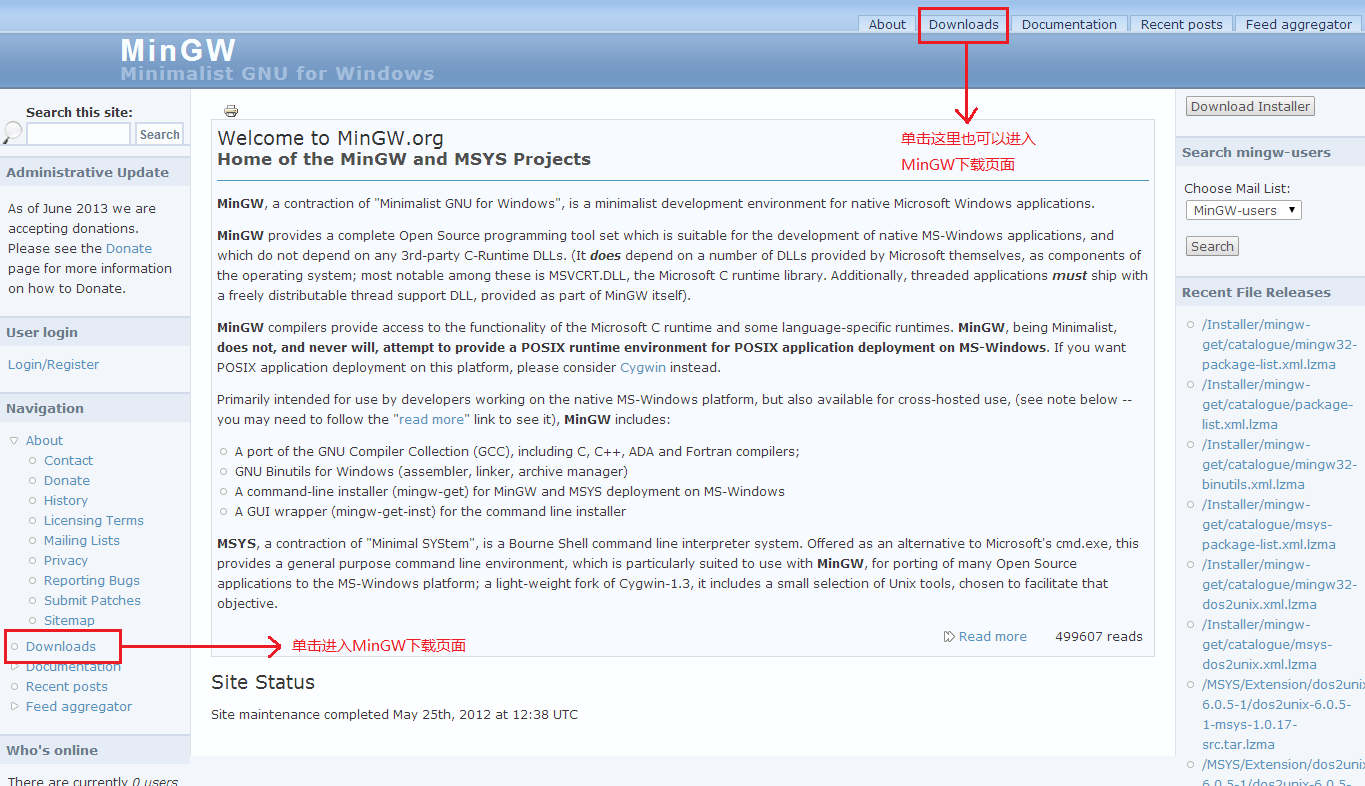 About
Downloads
Documentation
Recent posts
Feed aggregator
MinGW
Minimalist GNU for Windows
Search this site:
Search
Administrative Update
As of June 2013 we are
accepting donations.
Please see the Donate
page for more information
on how to Donate.
User login
Login/Register
Navigation
About
Contact
Donate
History
Licensing Terms
Mailing Lists
Privacy
Reporting Bugs
Submit Patches
Sitemap
Downloads
Documentation
Recent posts
Feed aggregator
Who's online
There are currently 0 users
Welcome to MinGW.org
Home of the MinGW and MSYS Projects
单击这里也可以进入
MinGW下载页面
MinGW, a contraction of "Minimalist GNU for Windows", is a minimalist development environment for native Microsoft Windows applications.
MinGW provides a complete Open Source programming tool set which is suitable for the development of native MS-Windows applications, and
which do not depend on any 3rd-party C-Runtime DLLs. (It does depend on a number of DLLs provided by Microsoft themselves, as components of
the operating system; most notable among these is MSVCRT.DLL, the Microsoft C runtime library. Additionally, threaded applications must ship with
a freely distributable thread support DLL, provided as part of MinGW itself).
MinGW compilers provide access to the functionality of the Microsoft C runtime and some language-specific runtimes. MinGW, being Minimalist,
does not, and never will, attempt to provide a POSIX runtime environment for POSIX application deployment on MS-Windows. If you want
POSIX application deployment on this platform, please consider Cygwin instead.
Primarily intended for use by developers working on the native MS-Windows platform, but also available for cross-hosted use, (see note below --
you may need to follow the "read more" link to see it), MinGW includes:
A port of the GNU Compiler Collection (GCC), including C, C++, ADA and Fortran compilers;
GNU Binutils for Windows (assembler, linker, archive manager)
A command-line installer (mingw-get) for MinGW and MSYS deployment on MS-Windows
A GUI wrapper (mingw-get-inst) for the command line installer
MSYS, a contraction of "Minimal SYStem", is a Bourne Shell command line interpreter system. Offered as an alternative to Microsoft's cmd.exe, this
provides a general purpose command line environment, which is particularly suited to use with MinGW, for porting of many Open Source
applications to the MS-Windows platform; a light-weight fork of Cygwin-1.3, it includes a small selection of Unix tools, chosen to facilitate that
objective.
Read more
499607 reads
单击进入MinGW下载页面
Site Status
Site maintenance completed May 25th, 2012 at 12:38 UTC
Download Installer
Search mingw-users
Choose Mail List:
MinGW-users
Search
Recent File Releases
/Installer/mingw-
get/catalogue/mingw32-
package-list.xml.lzma
/Installer/mingw-
get/catalogue/package-
list.xml.lzma
/Installer/mingw-
get/catalogue/mingw32-
binutils.xml.lzma
/Installer/mingw-
get/catalogue/msys-
package-list.xml.lzma
/Installer/mingw-
get/catalogue/mingw32-
dos2unix.xml.lzma
/Installer/mingw-
get/catalogue/msys-
dos2unix.xml.lzma
/MSYS/Extension/dos2unix
6.0.5-1/dos2unix-6.0.5-
1-msys-1.0.17-
src.tar.lzma
/MSYS/Extension/dos2unix
6.0.5-1/dos2unix-6.0.5-